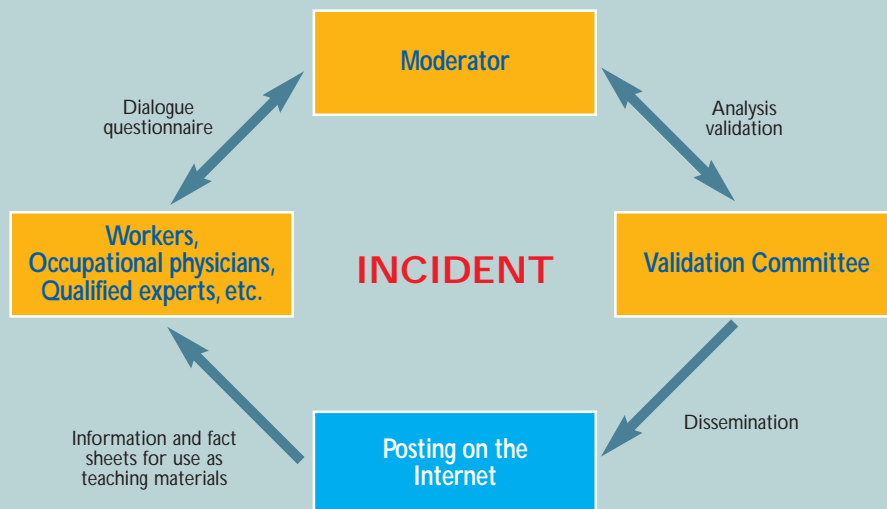 Moderator
Dialogue
questionnaire
Analysis
validation
Workers,
Occupational physicians,
Qualified experts, etc.
INCIDENT
Validation Committee
Information and fact
sheets for use as
teaching materials
Posting on the
Internet
Dissemination